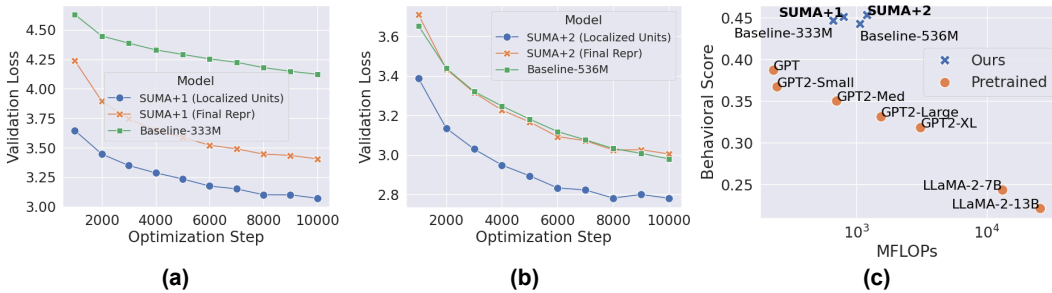 4.50
4.25
4.00
3.75
3.50
3.25
3.00
Validation Loss
Model
SUMA+1 (Localized Units)
SUMA+1 (Final Repr)
Baseline-333M
2000 4000 6000 8000 10000
Optimization Step
(a)
3.6
3.4
3.2
3.0
2.8
Validation Loss
Model
SUMA+2 (Localized Units)
SUMA+2 (Final Repr)
Baseline-536M
2000 4000 6000 8000 10000
Optimization Step
(b)
0.45
0.40
0.35
0.30
0.25
Behavioral Score
SUMA+1
SUMA+2
Baseline-333M
Baseline-536M
Ours
Pretrained
GPT
GPT2-Small
GPT2-Med
GPT2-Large
GPT2-XL
LLaMA-2-7B
LLaMA-2-13B
10³ 10⁴
MFLOPs
(c)